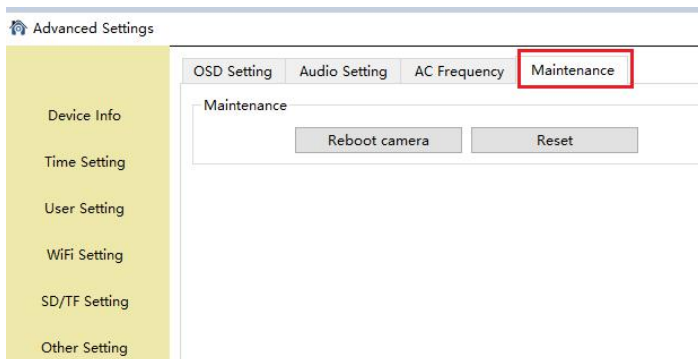 Advanced Settings
OSD Setting Audio Setting AC Frequency Maintenance
Maintenance
Reboot camera Reset
Device Info
Time Setting
User Setting
WiFi Setting
SD/TF Setting
Other Setting